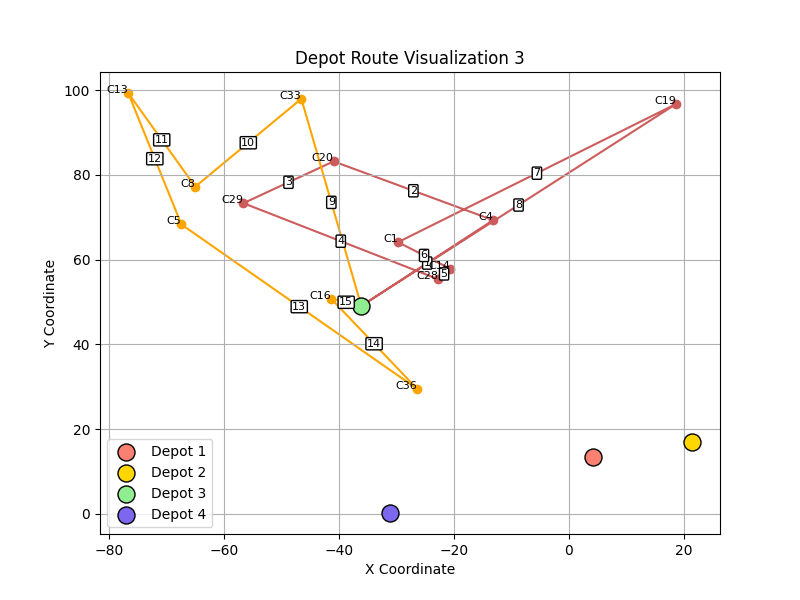 Depot Route Visualization 3
100
80
60
40
20
0
Y Coordinate
−80
−60
−40
−20
0
20
X Coordinate
C13
C33
C19
11
10
12
C20
7
C8
3
2
C29
9
8
C5
C4
4
C1
6
C14
C28
5
C16
15
13
14
C36
Depot 1
Depot 2
Depot 3
Depot 4